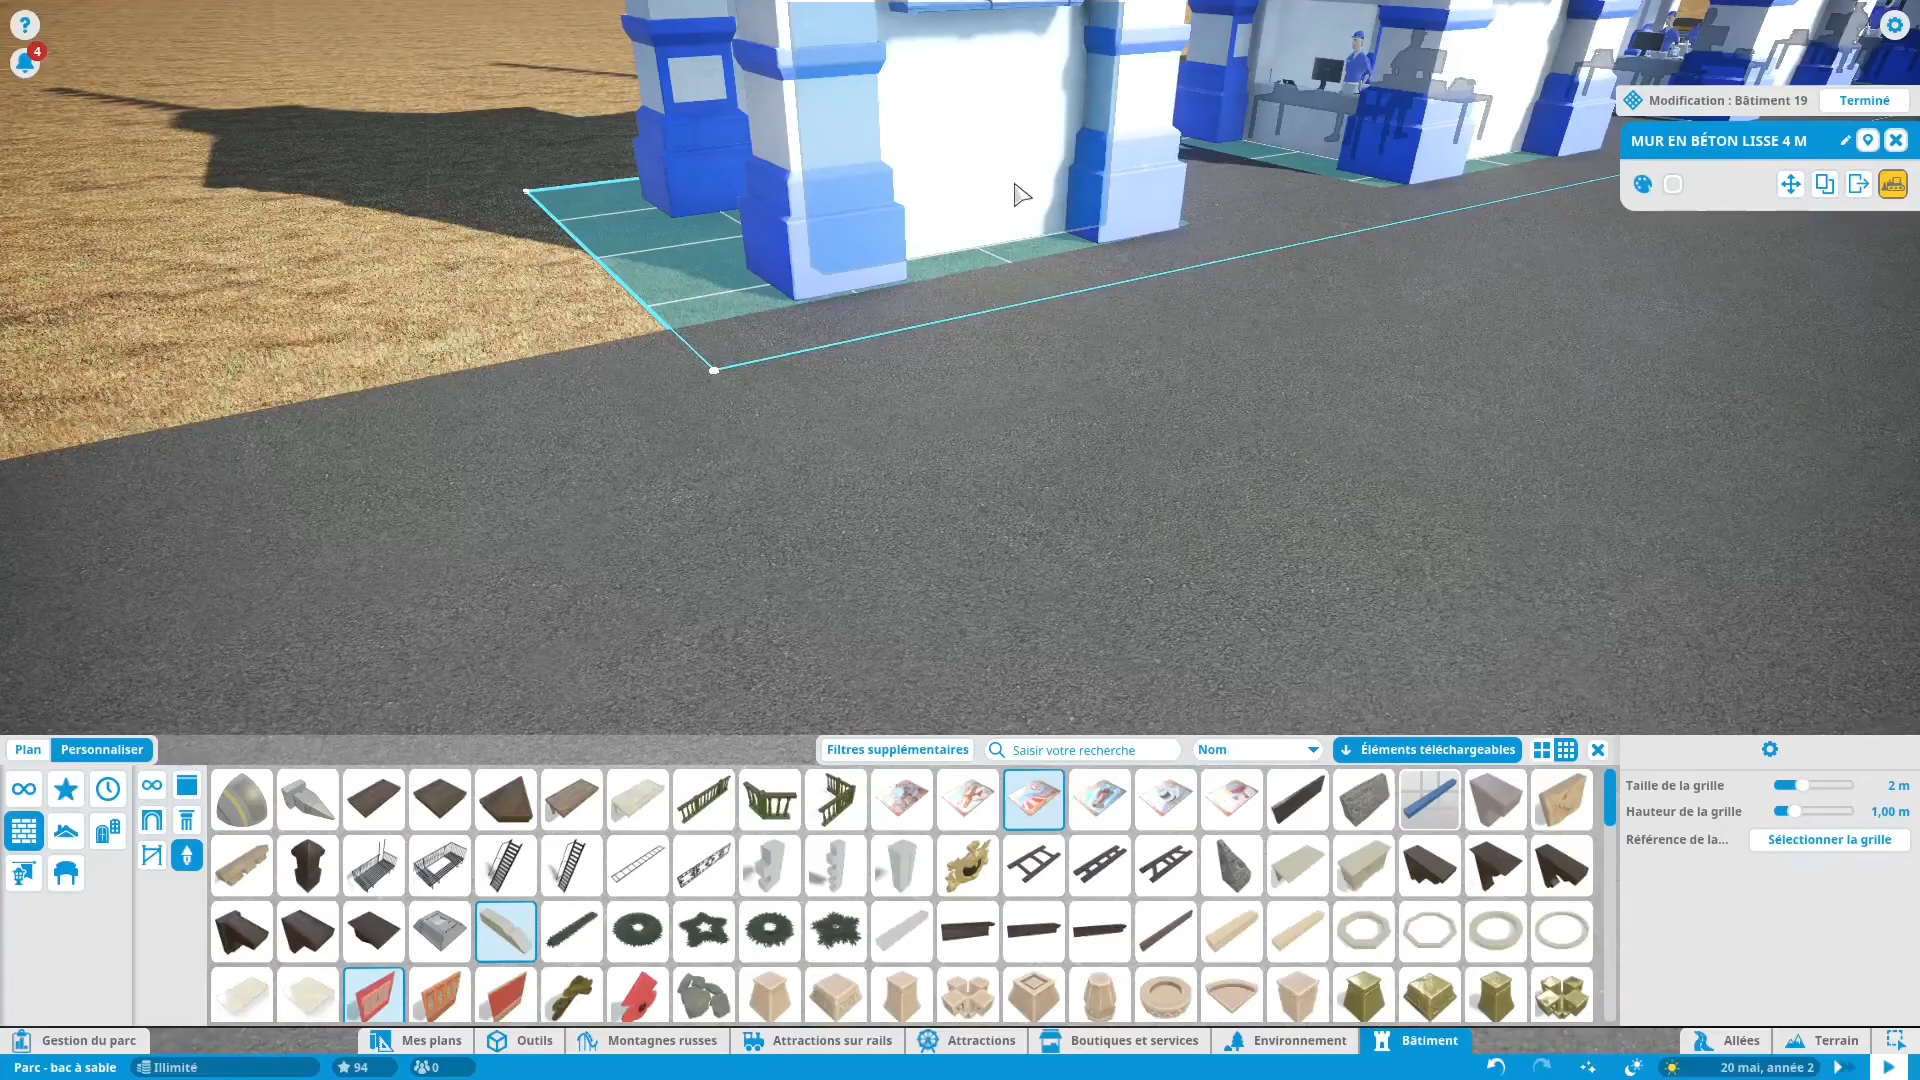 ?
4
Modification : Bâtiment 19
Terminé
MUR EN BÉTON LISSE 4 M
Plan
Personnaliser
Filtres supplémentaires
Saisir votre recherche
Nom
Éléments téléchargeables
Taille de la grille
2 m
Hauteur de la grille
1,00 m
Référence de la...
Sélectionner la grille
Gestion du parc
Mes plans
Outils
Montagnes russes
Attractions sur rails
Attractions
Boutiques et services
Environnement
Bâtiment
Allées
Terrain
Parc - bac à sable
Illimité
94
0
20 mai, année 2